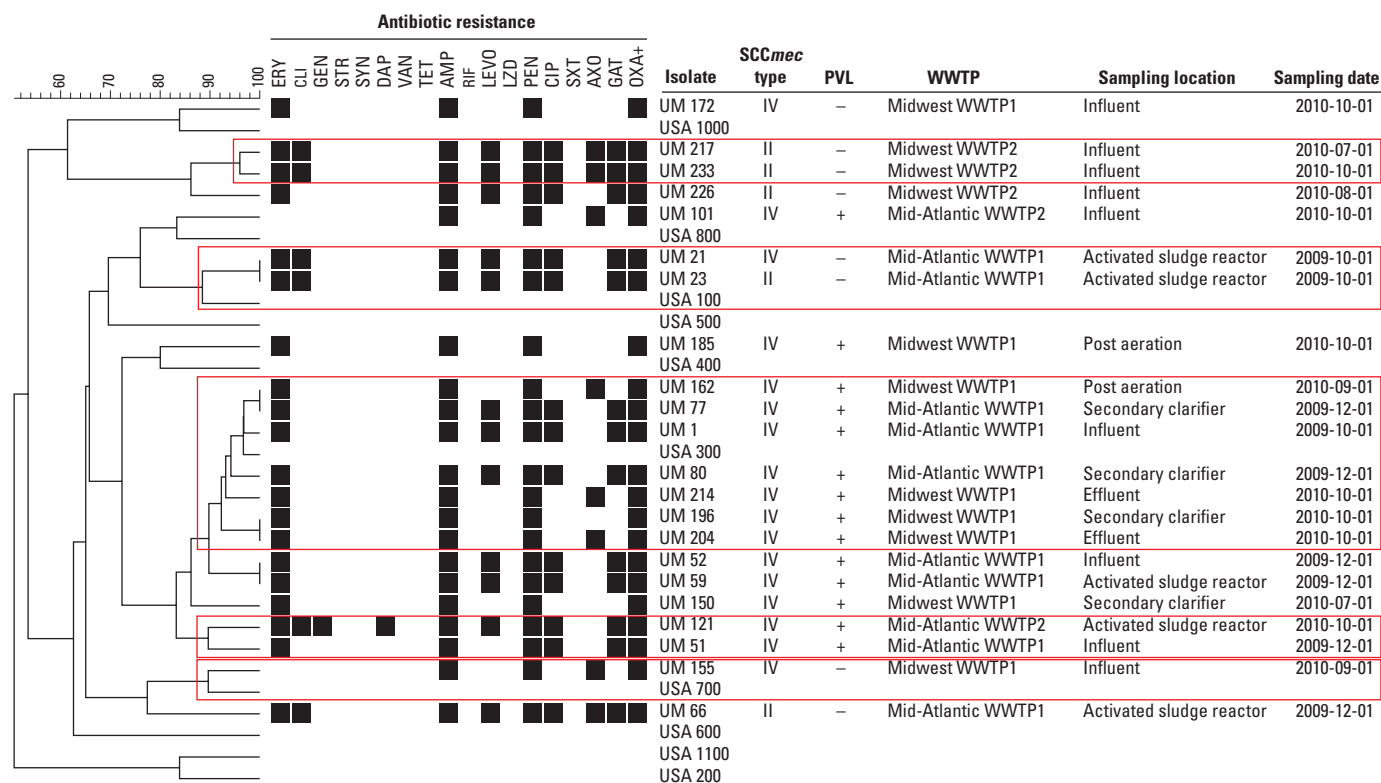 Antibiotic resistance
60 70 80 90 100 ERY CLI GEN STR SYN DAP VAN TET AMP RIF LEVO LZD PEN CIP SXT AXO GAT OXA+ Isolate SCCmec type PVL WWTP Sampling location Sampling date
UM 172 IV – Midwest WWTP1 Influent 2010-10-01
USA 1000
UM 217 II – Midwest WWTP2 Influent 2010-07-01
UM 233 II – Midwest WWTP2 Influent 2010-10-01
UM 226 II – Midwest WWTP2 Influent 2010-08-01
UM 101 IV + Mid-Atlantic WWTP2 Influent 2010-10-01
USA 800
UM 21 IV – Mid-Atlantic WWTP1 Activated sludge reactor 2009-10-01
UM 23 II – Mid-Atlantic WWTP1 Activated sludge reactor 2009-10-01
USA 100
USA 500
UM 185 IV + Midwest WWTP1 Post aeration 2010-10-01
USA 400
UM 162 IV + Midwest WWTP1 Post aeration 2010-09-01
UM 77 IV + Mid-Atlantic WWTP1 Secondary clarifier 2009-12-01
UM 1 IV + Mid-Atlantic WWTP1 Influent 2009-10-01
USA 300
UM 80 IV + Mid-Atlantic WWTP1 Secondary clarifier 2009-12-01
UM 214 IV + Midwest WWTP1 Effluent 2010-10-01
UM 196 IV + Midwest WWTP1 Secondary clarifier 2010-10-01
UM 204 IV + Midwest WWTP1 Effluent 2010-10-01
UM 52 IV + Mid-Atlantic WWTP1 Influent 2009-12-01
UM 59 IV + Mid-Atlantic WWTP1 Activated sludge reactor 2009-12-01
UM 150 IV + Midwest WWTP1 Secondary clarifier 2010-07-01
UM 121 IV + Mid-Atlantic WWTP2 Activated sludge reactor 2010-10-01
UM 51 IV + Mid-Atlantic WWTP1 Influent 2009-12-01
UM 155 IV – Midwest WWTP1 Influent 2010-09-01
USA 700
UM 66 II – Mid-Atlantic WWTP1 Activated sludge reactor 2009-12-01
USA 600
USA 1100
USA 200